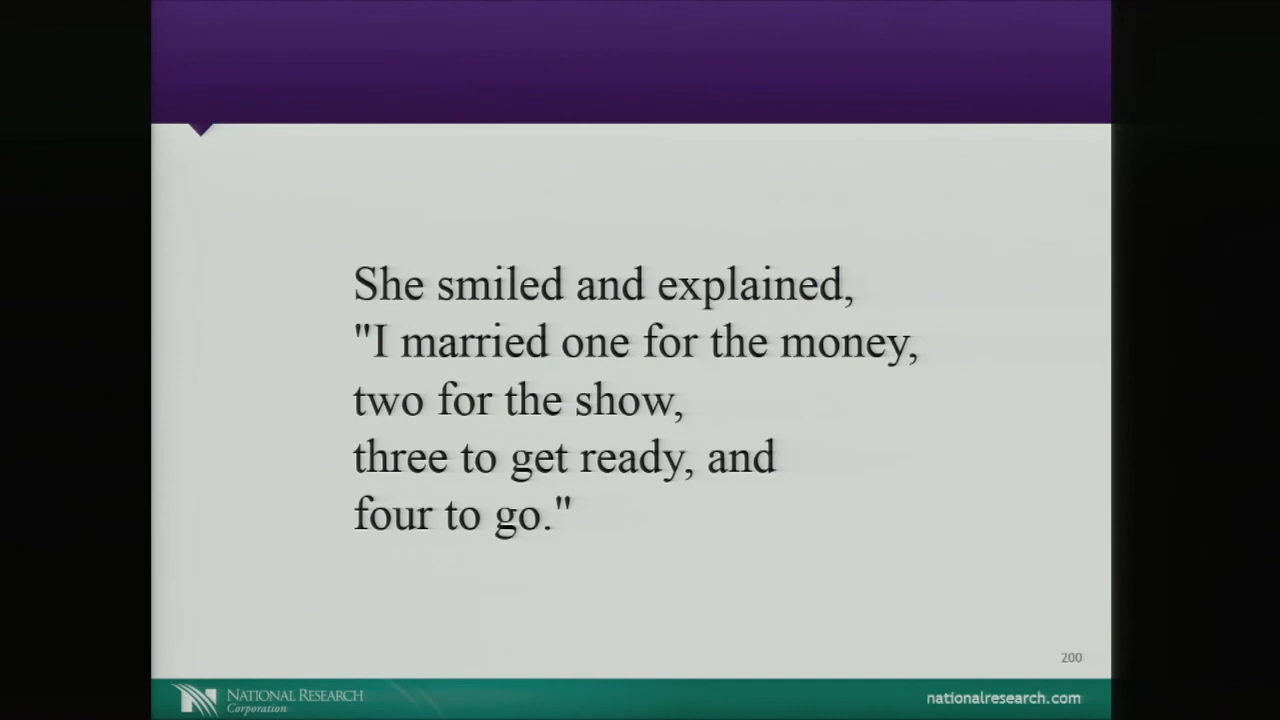 She smiled and explained,
"I married one for the money,
two for the show,
three to get ready, and
four to go."
200
NATIONAL RESEARCH
Corporation
nationalresearch.com